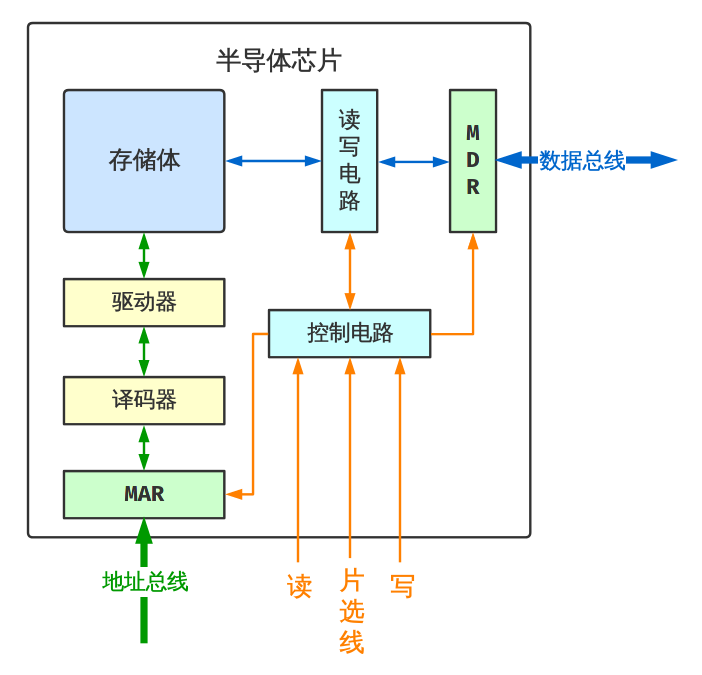 半导体芯片
存储体
读写电路
MDR
数据总线
驱动器
控制电路
译码器
MAR
地址总线
读
片选线
写